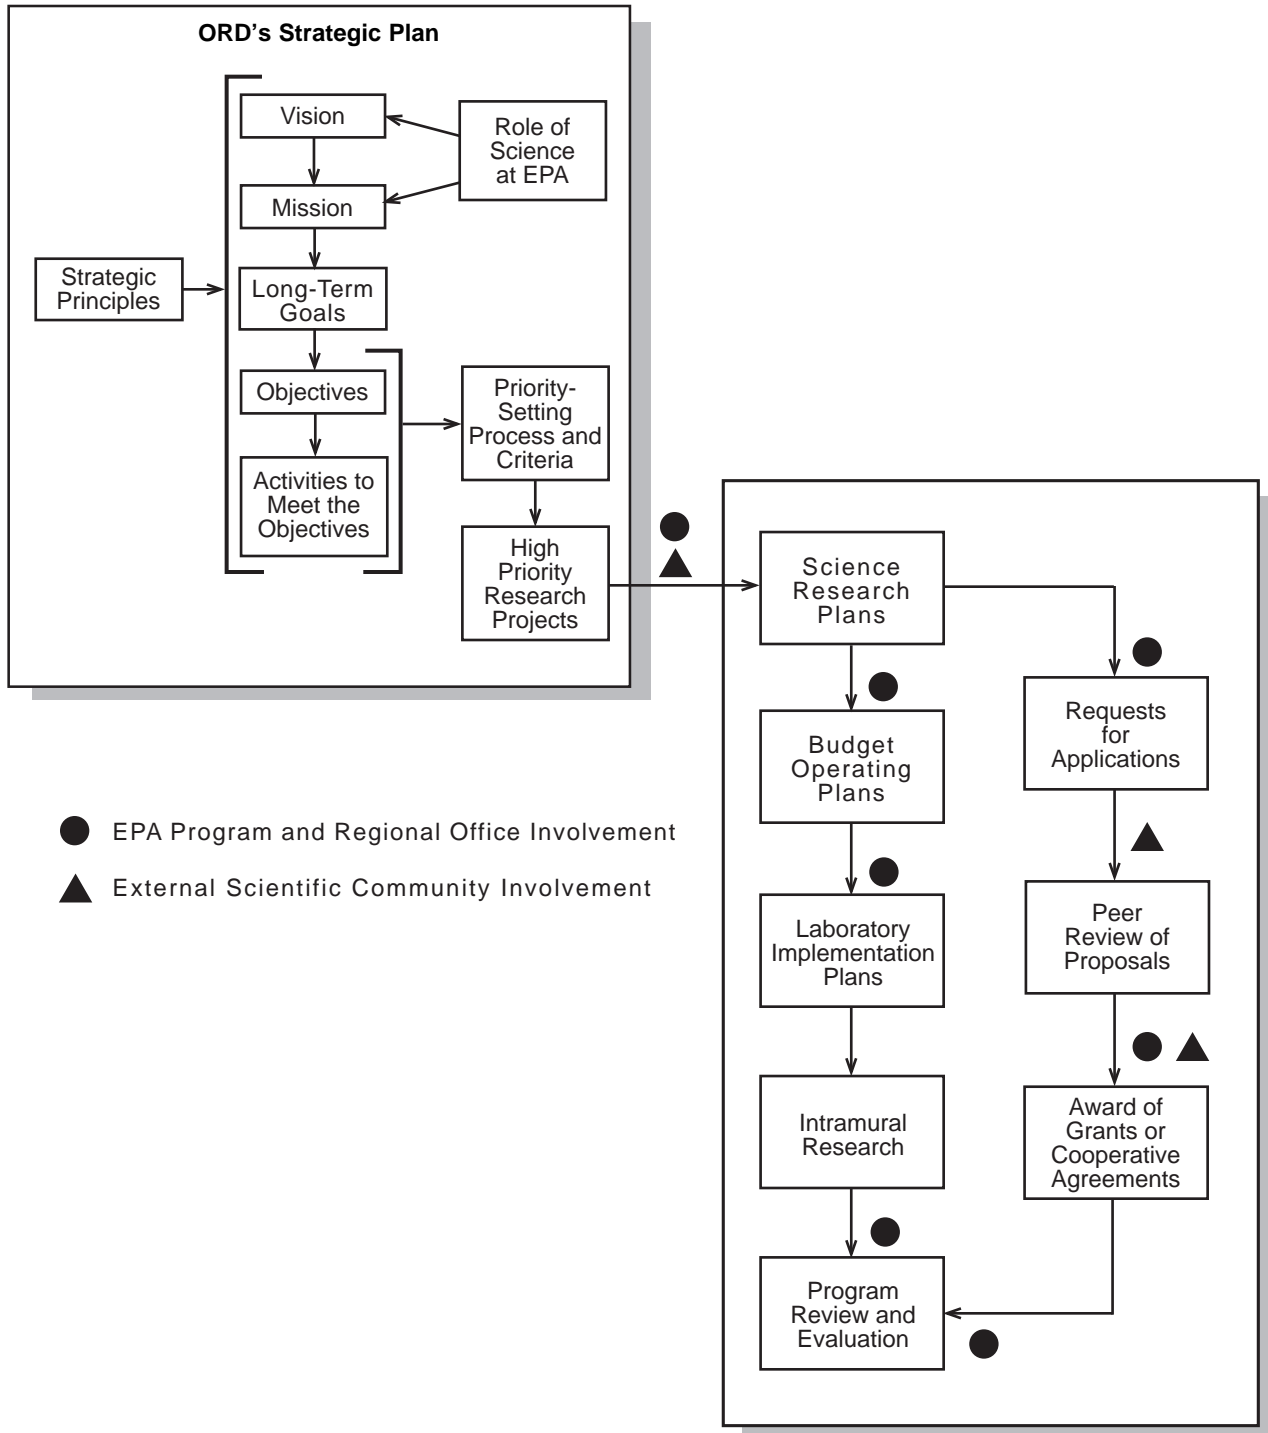 ORD's Strategic Plan
Vision
Role of
Science
at EPA
Mission
Strategic
Principles
Long-Term
Goals
Objectives
Activities to
Meet the
Objectives
Priority-
Setting
Process and
Criteria
High
Priority
Research
Projects
Science
Research
Plans
Budget
Operating
Plans
Laboratory
Implementation
Plans
Intramural
Research
Program
Review and
Evaluation
Requests
for
Applications
Peer
Review of
Proposals
Award of
Grants or
Cooperative
Agreements
EPA Program and Regional Office Involvement
External Scientific Community Involvement